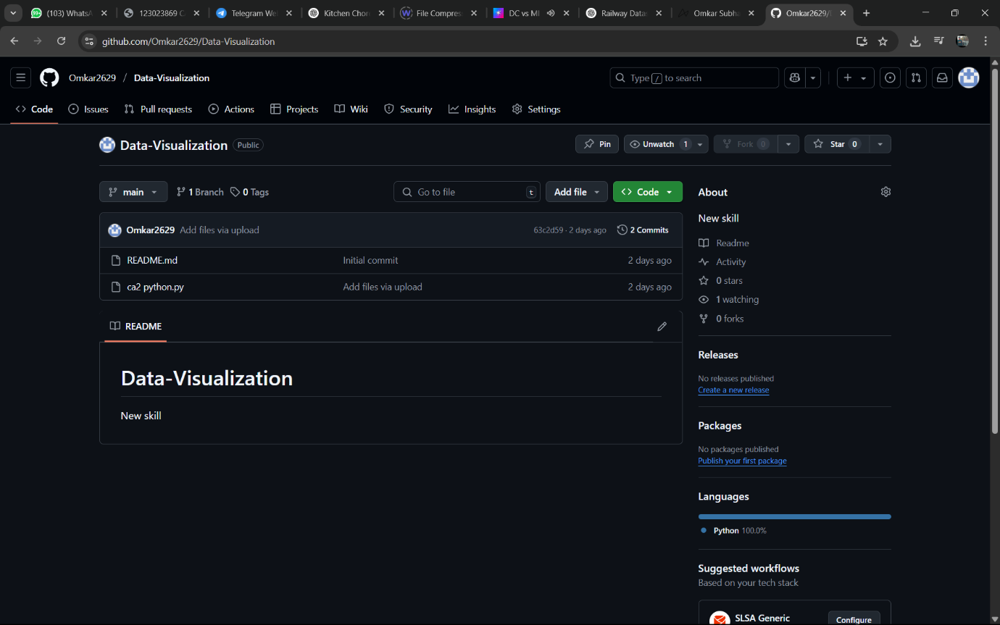 (103) WhatsA
123023869 C
Telegram We
Kitchen Chor
File Compres
DC vs MI
Railway Data
Omkar Subha
Omkar2629/
github.com/Omkar2629/Data-Visualization
Omkar2629 / Data-Visualization
Type / to search
Code Issues Pull requests Actions Projects Wiki Security Insights Settings
Data-Visualization Public
Pin Unwatch 1 Fork 0 Star 0
main 1 Branch 0 Tags
Go to file t Add file Code
Omkar2629 Add files via upload 63c2d59 · 2 days ago 2 Commits
README.md Initial commit 2 days ago
ca2 python.py Add files via upload 2 days ago
README
Data-Visualization
New skill
About
New skill
Readme
Activity
0 stars
1 watching
0 forks
Releases
No releases published
Create a new release
Packages
No packages published
Publish your first package
Languages
Python 100.0%
Suggested workflows
Based on your tech stack
SLSA Generic
Configure